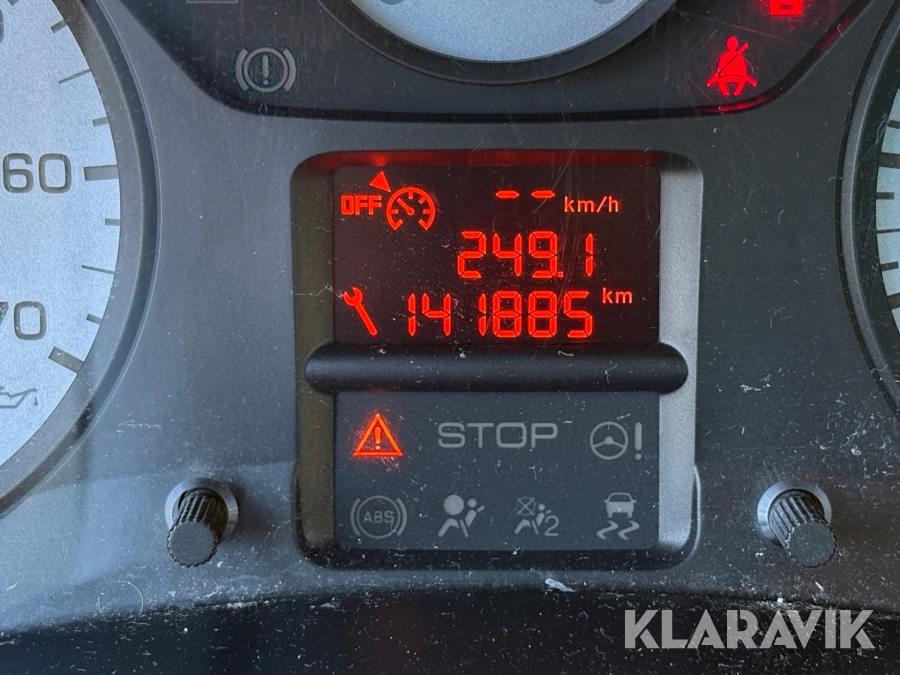 60
70
OFF -- km/h
249.1
141885 km
STOP
ABS
2
KLARAVIK